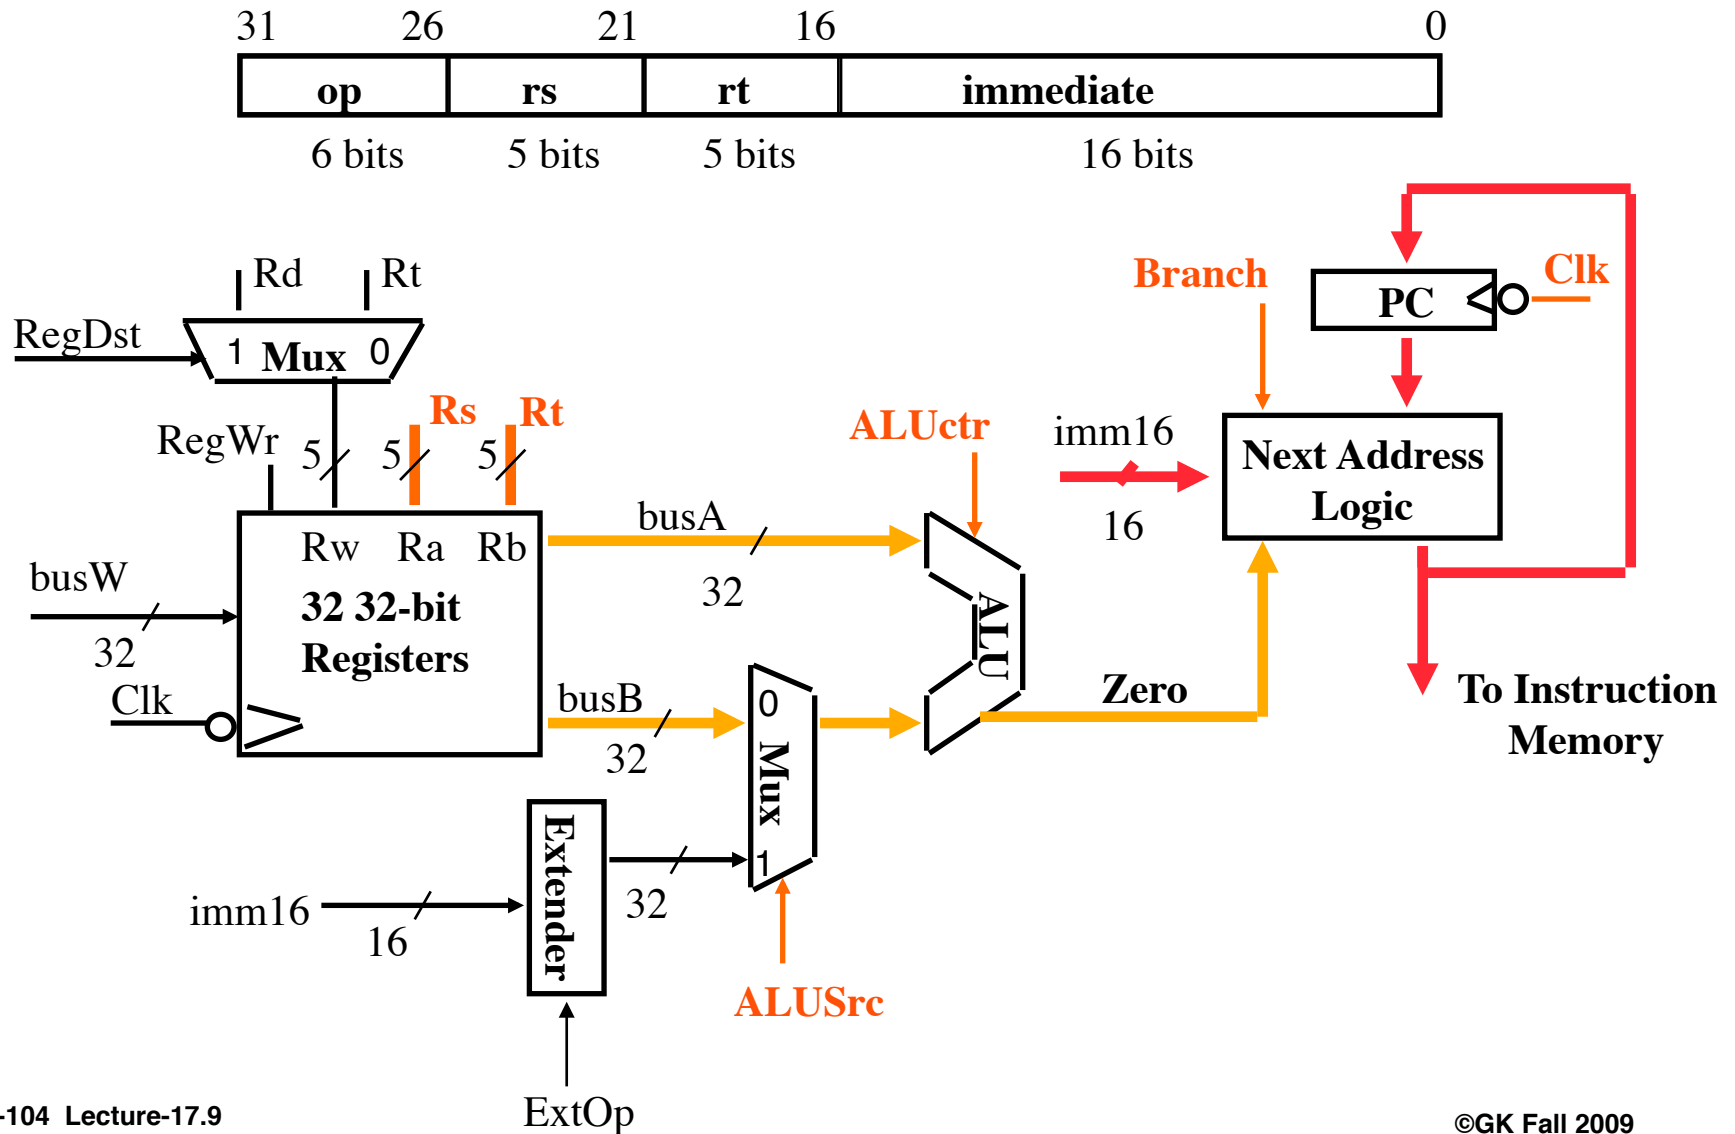 31 26 21 16 0
op rs rt immediate
6 bits 5 bits 5 bits 16 bits
Rd Rt
RegDst
1 Mux 0
Branch
PC
Clk
RegWr
5
5
Rs
5
Rt
ALUctr
imm16
16
Next Address
Logic
busA
32
Rw Ra Rb
busW
32
32 32-bit
Registers
Clk
ALU
busB
32
0
Mux
1
Zero
To Instruction
Memory
Extender
imm16
16
32
ALUSrc
ExtOp
-104 Lecture-17.9
©GK Fall 2009